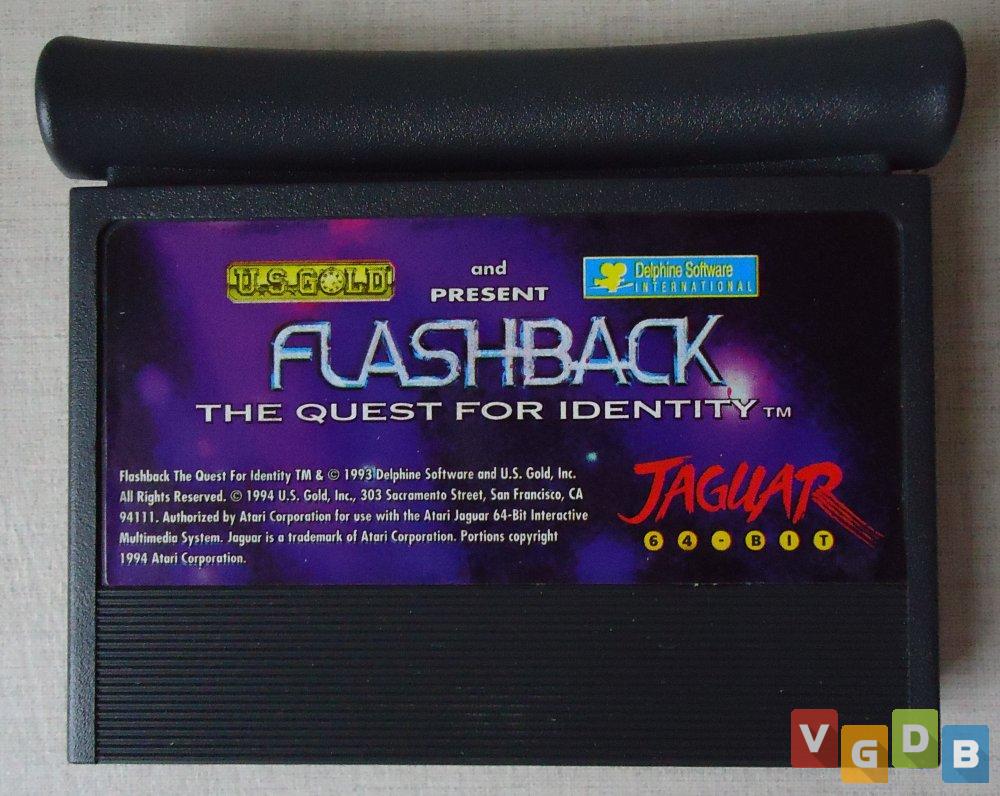 U.S. GOLD
and
PRESENT
Delphine Software
INTERNATIONAL
FLASHBACK
THE QUEST FOR IDENTITY™
Flashback The Quest For Identity TM & © 1993 Delphine Software and U.S. Gold, Inc.
All Rights Reserved. © 1994 U.S. Gold, Inc., 303 Sacramento Street, San Francisco, CA
94111. Authorized by Atari Corporation for use with the Atari Jaguar 64-Bit Interactive
Multimedia System. Jaguar is a trademark of Atari Corporation. Portions copyright
1994 Atari Corporation.
JAGUAR
64-BIT
VGDB